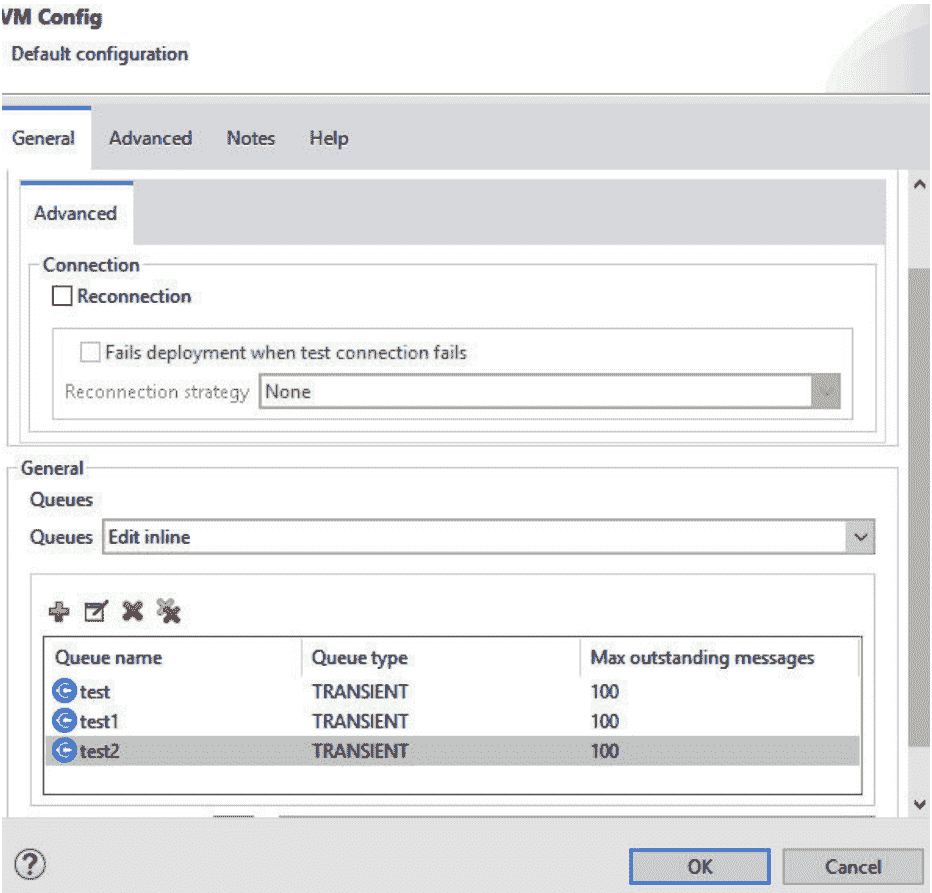 VM Config
Default configuration
General Advanced Notes Help
Advanced
Connection
Reconnection
Fails deployment when test connection fails
Reconnection strategy None
General
Queues
Queues Edit inline
Queue name Queue type Max outstanding messages
test TRANSIENT 100
test1 TRANSIENT 100
test2 TRANSIENT 100
? OK Cancel